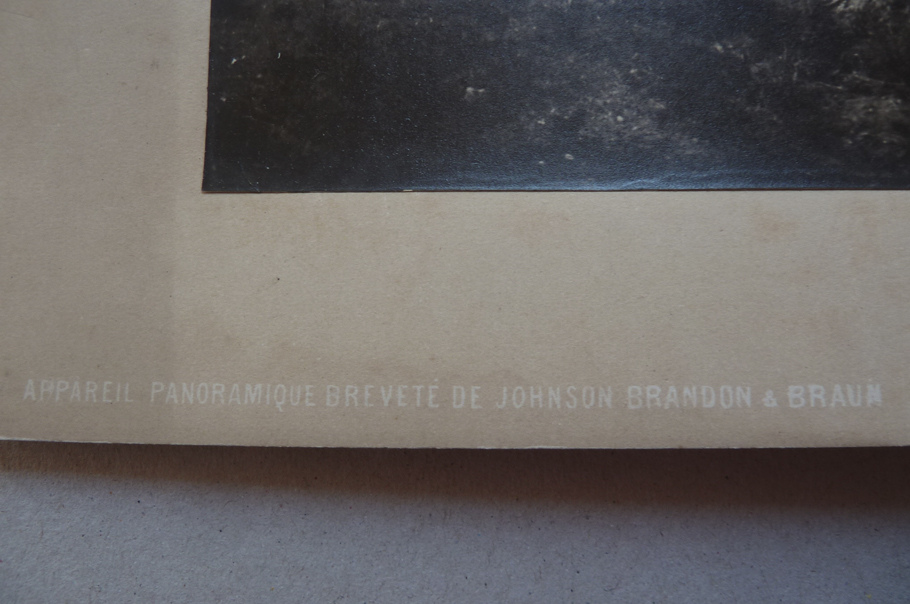 APPAREIL PANORAMIQUE BREVETÉ DE JOHNSON BRANDON & BRAUN